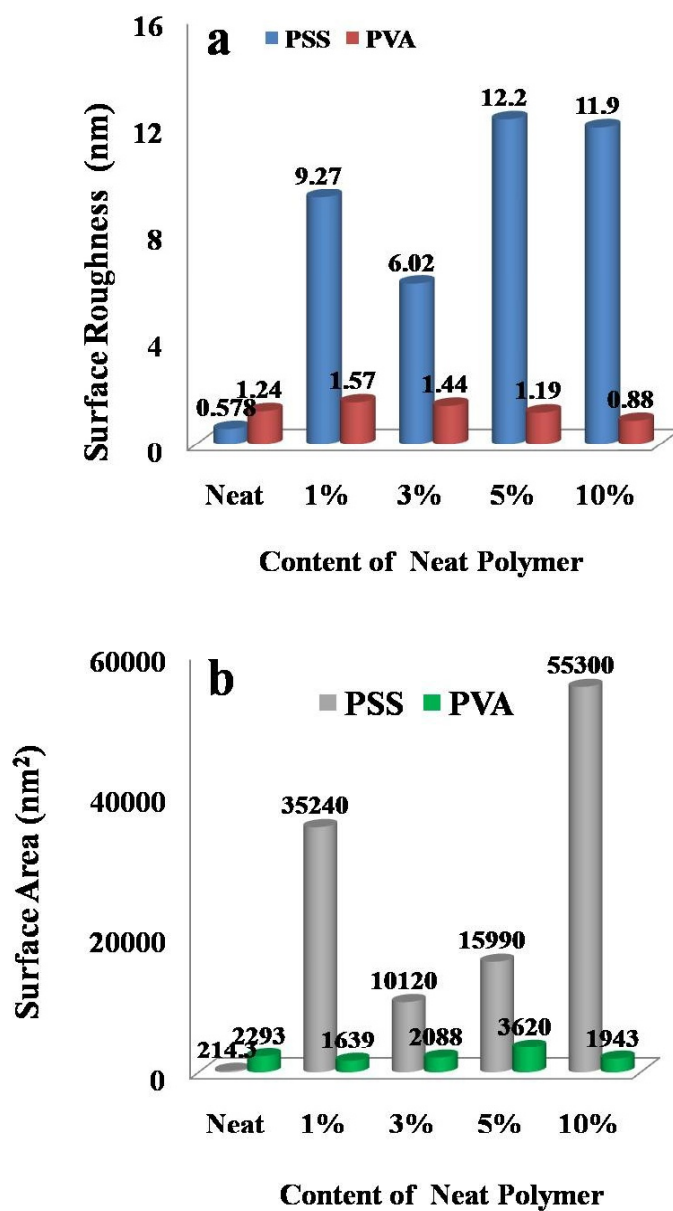 a
PSS PVA
Surface Roughness (nm)
16
12
8
4
0
0.578
1.24
9.27
1.57
6.02
1.44
12.2
1.19
11.9
0.88
Neat 1% 3% 5% 10%
Content of Neat Polymer
b
PSS PVA
Surface Area (nm²)
60000
40000
20000
0
214.3
2293
35240
1639
10120
2088
15990
3620
55300
1943
Neat 1% 3% 5% 10%
Content of Neat Polymer